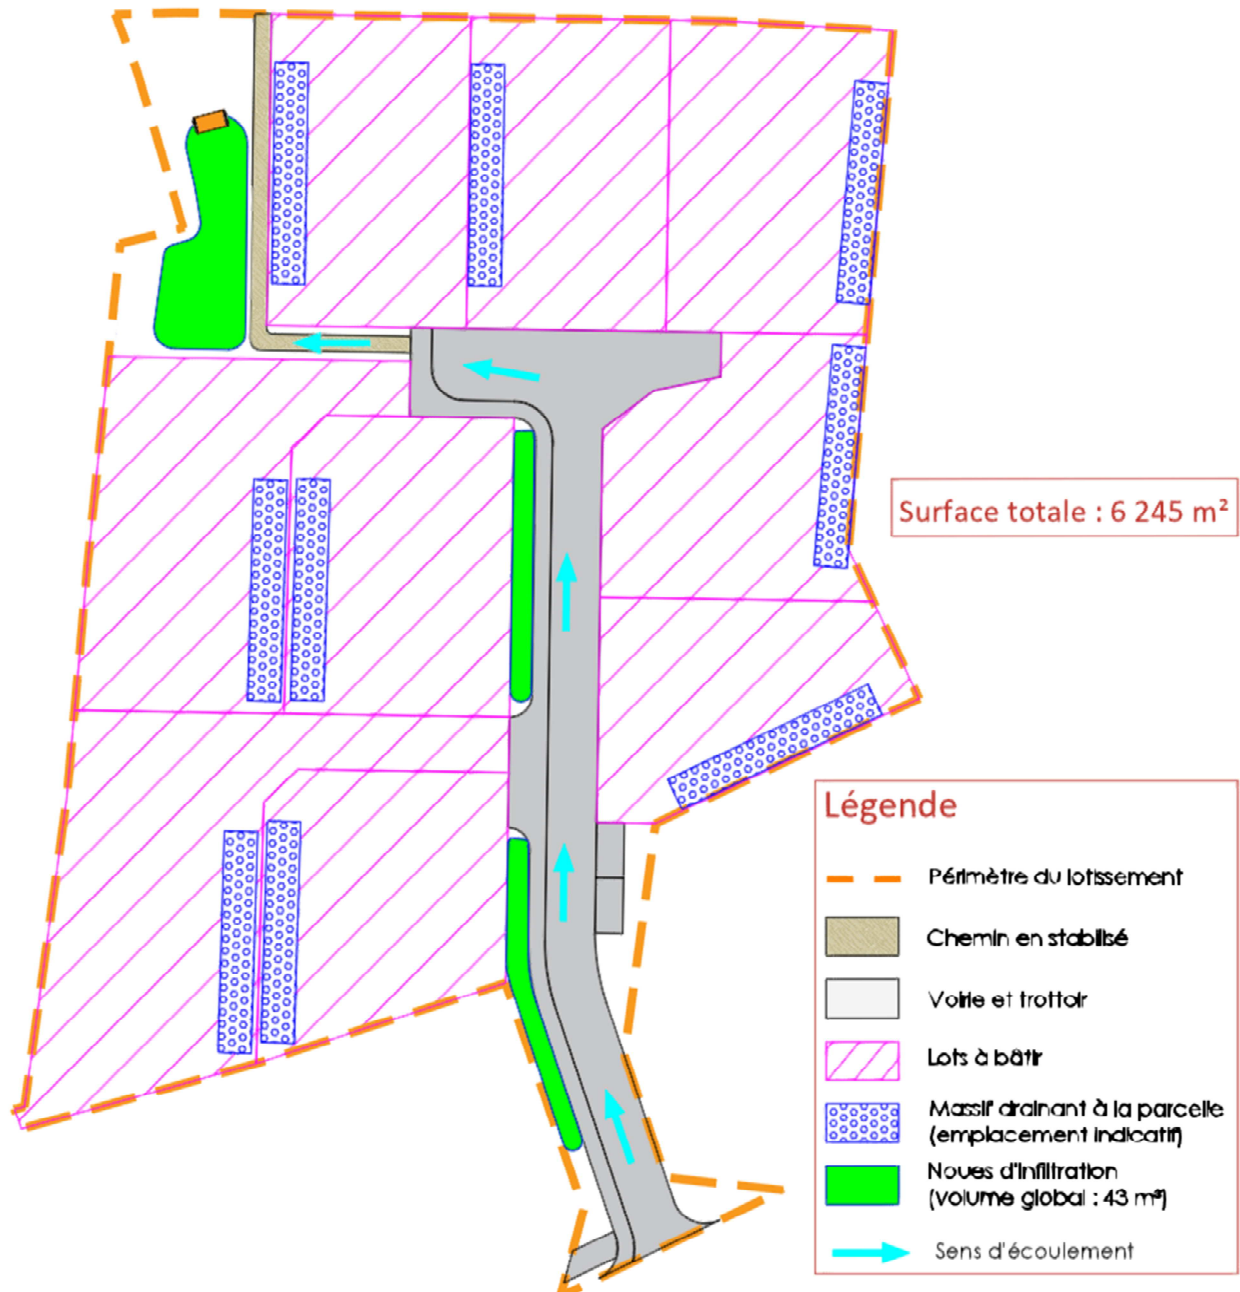 Surface totale : 6 245 m²
Légende
Périmètre du lotissement
Chemin en stabilisé
Voirie et trottoir
Lots à bâtir
Massif drainant à la parcelle
(emplacement indicatif)
Noues d'infiltration
(volume global : 43 m³)
Sens d'écoulement